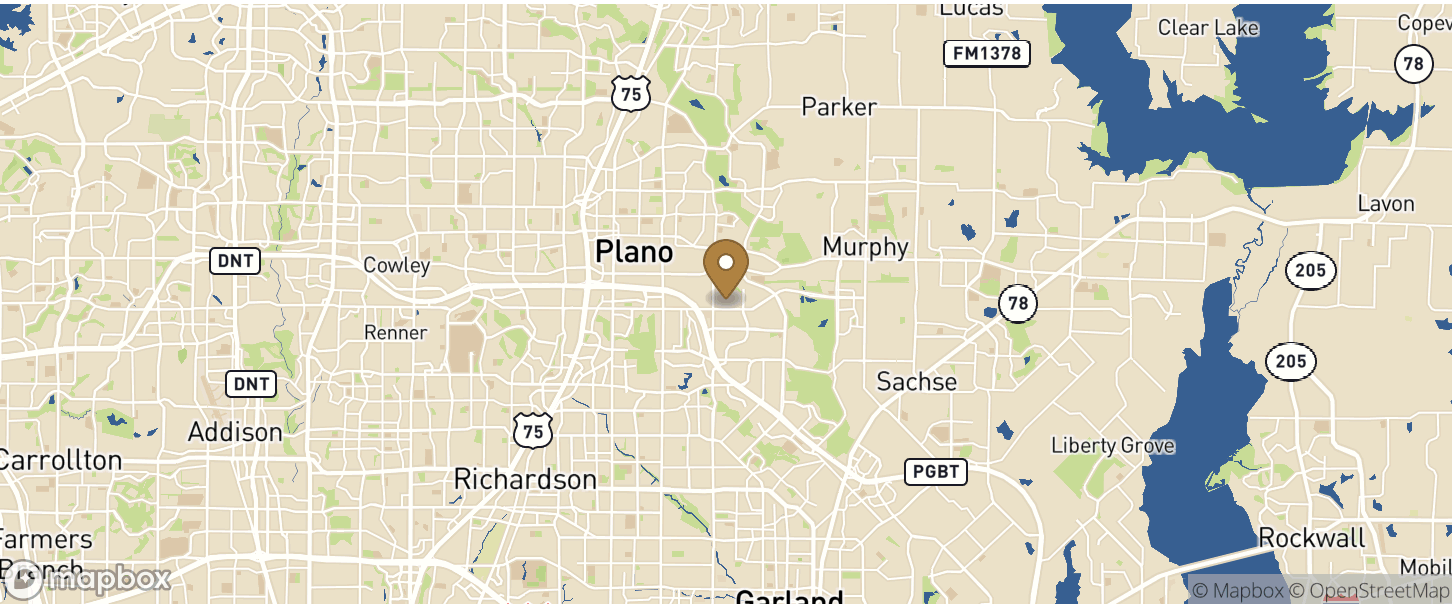 Lucas
Clear Lake
Copev
FM1378
78
75
Parker
Lavon
Plano
Murphy
DNT
Cowley
205
78
Renner
205
DNT
Sachse
Addison
75
Liberty Grove
Carrollton
PGBT
Richardson
Farmers
Branch
Rockwall
Mobil
mapbox
Garland
© Mapbox © OpenStreetMap